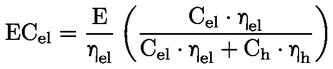 EC_el = E/η_el ( (C_el · η_el) / (C_el · η_el + C_h · η_h) )